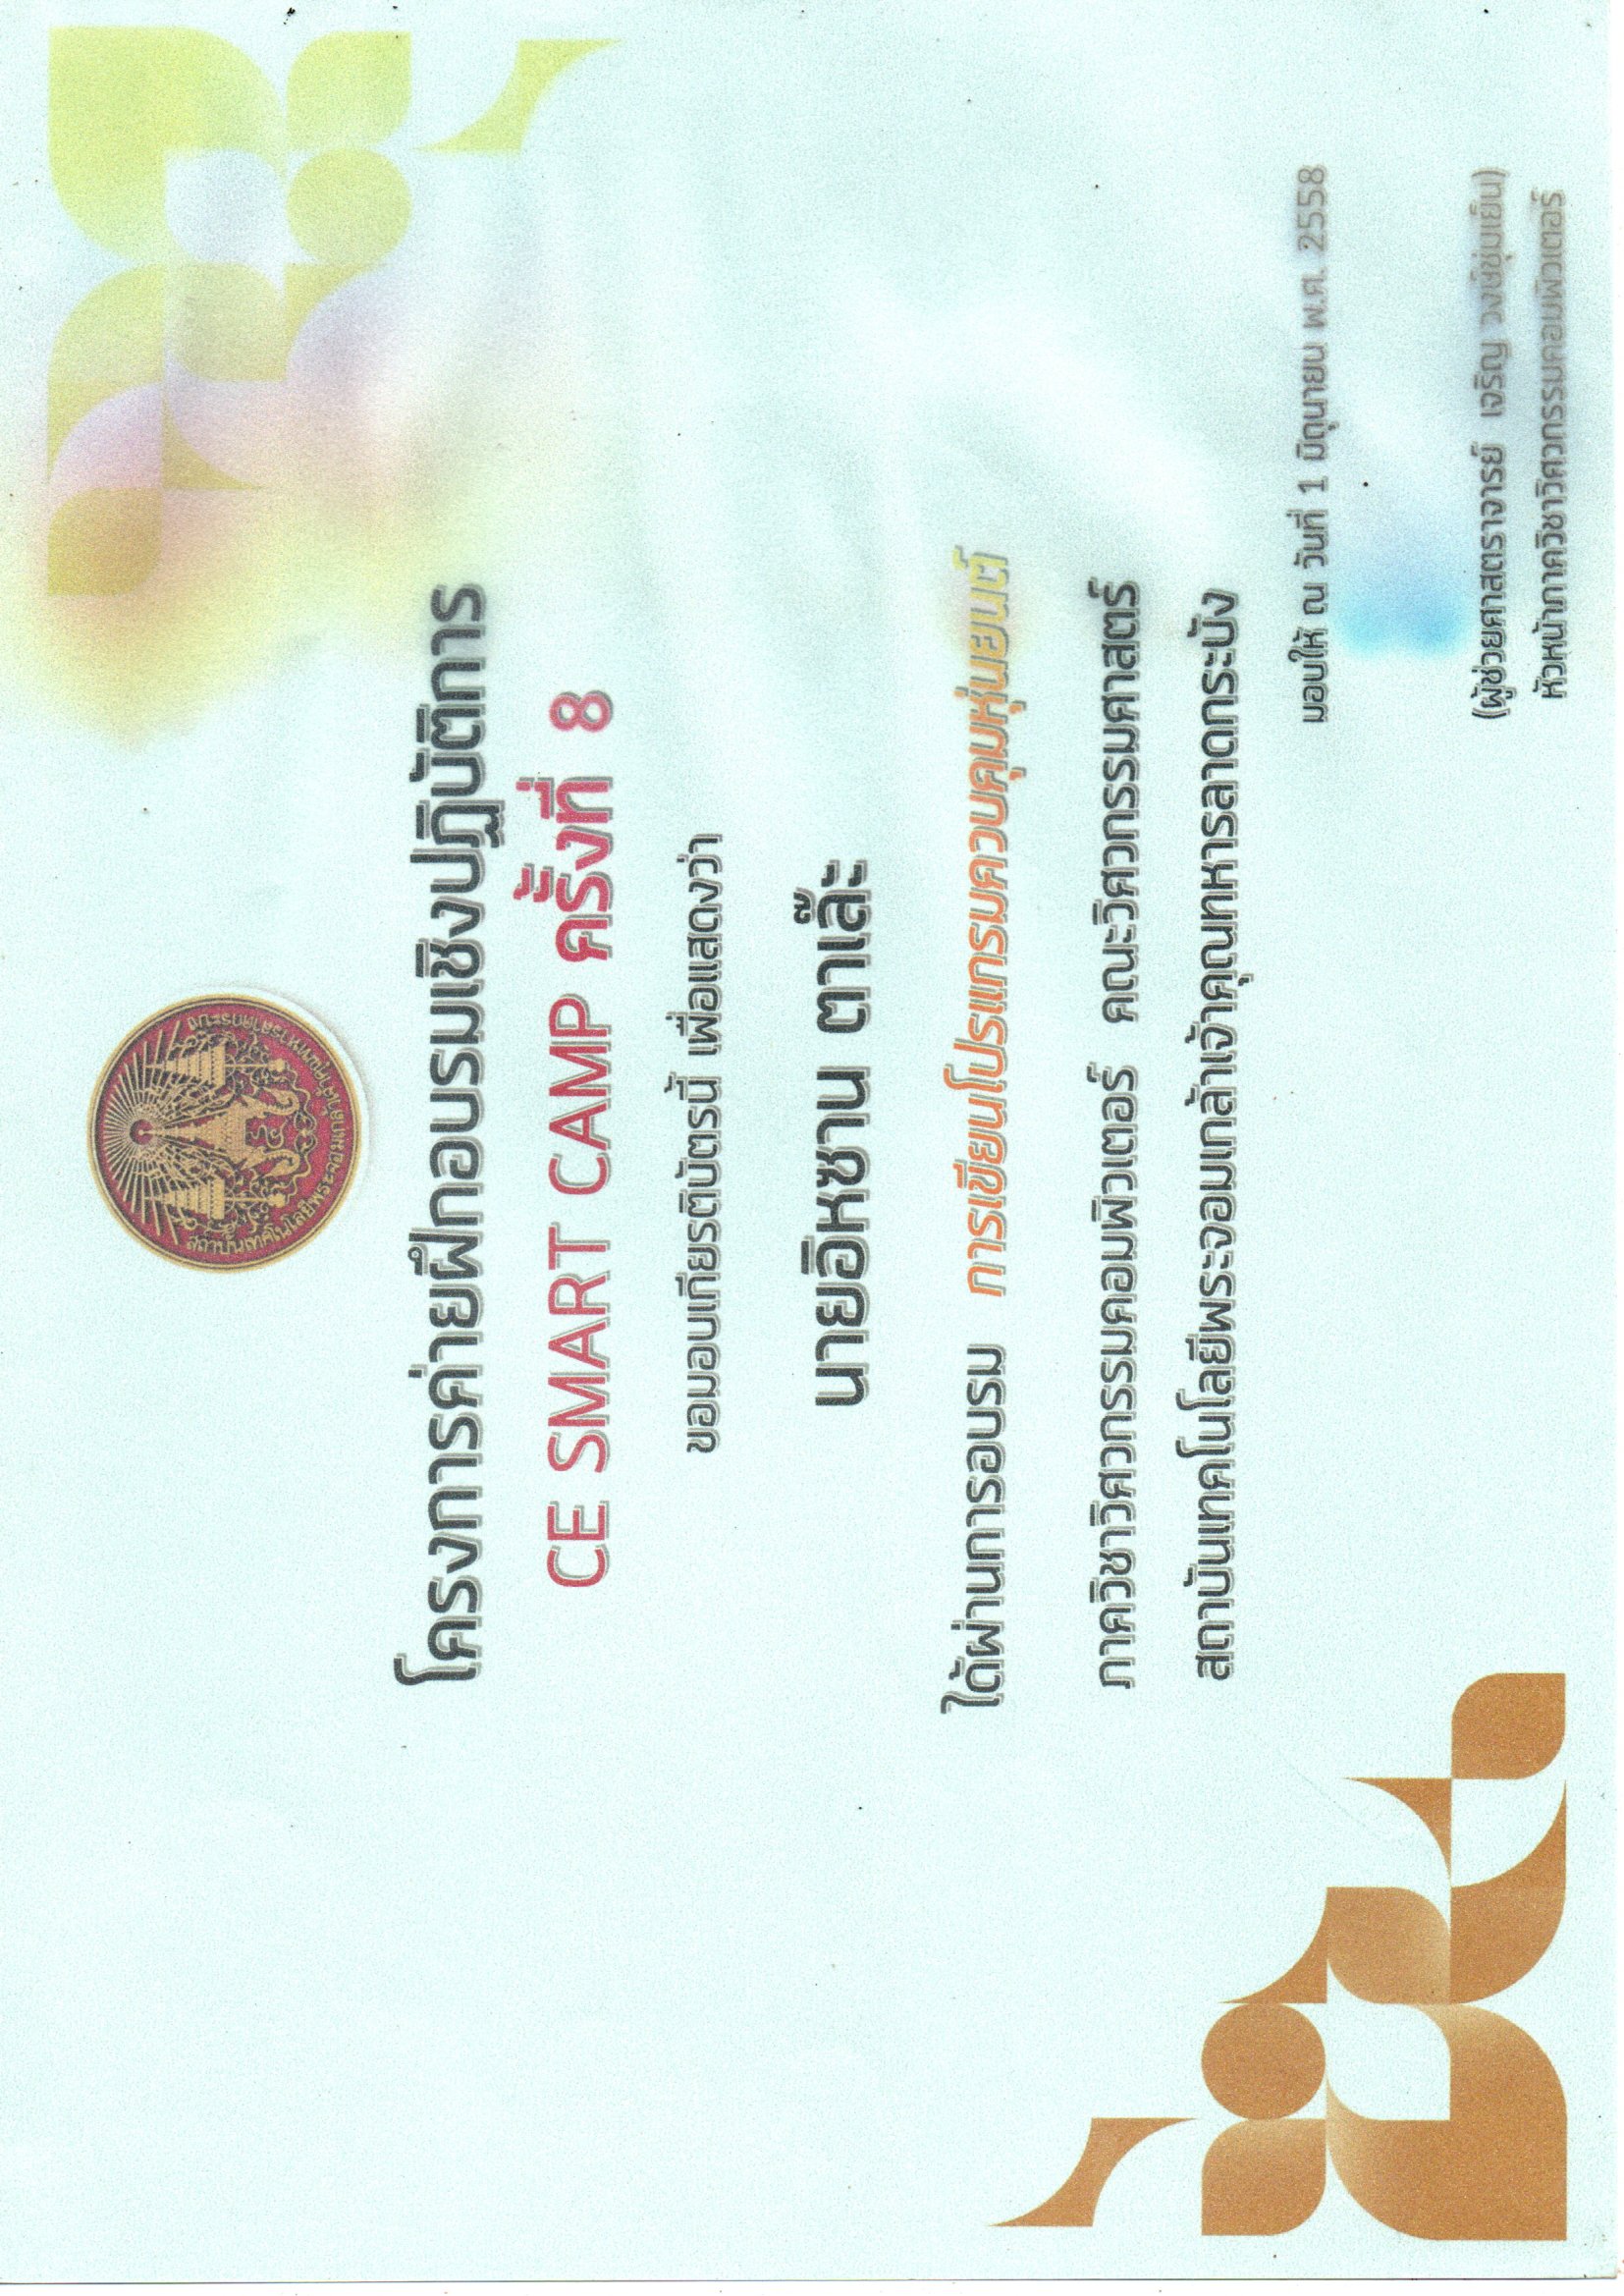 สถาบันเทคโนโลยีพระจอมเกล้าเจ้าคุณทหารลาดกระบัง
โครงการค่ายฝึกอบรมเชิงปฏิบัติการ
CE SMART CAMP ครั้งที่ 8
ขอมอบเกียรติบัตรนี้ เพื่อแสดงว่า
นายอิหซาน ตาเล๊ะ
ได้ผ่านการอบรม การเขียนโปรแกรมควบคุมหุ่นยนต์
ภาควิชาวิศวกรรมคอมพิวเตอร์ คณะวิศวกรรมศาสตร์
สถาบันเทคโนโลยีพระจอมเกล้าเจ้าคุณทหารลาดกระบัง
มอบให้ ณ วันที่ 1 มิถุนายน พ.ศ. 2558
(ผู้ช่วยศาสตราจารย์ เจริญ วงษ์ชุ่มเย็น)
หัวหน้าภาควิชาวิศวกรรมคอมพิวเตอร์